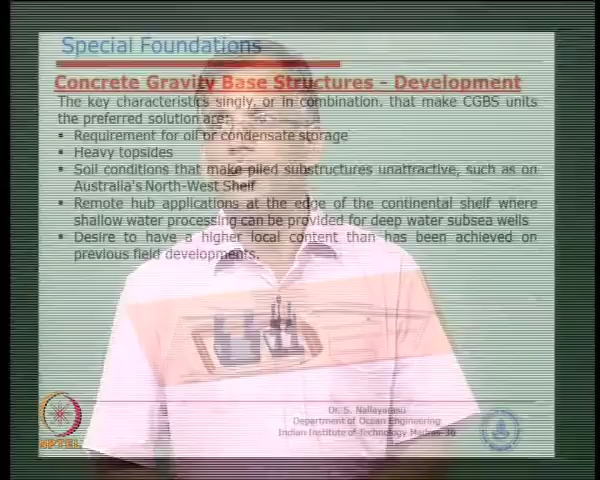 Special Foundations
Concrete Gravity Base Structures - Development
The key characteristics singly, or in combination, that make CGBS units
the preferred solution are:
▪ Requirement for oil or condensate storage
▪ Heavy topsides
▪ Soil conditions that make piled substructures unattractive, such as on
Australia's North-West Shelf
▪ Remote hub applications at the edge of the continental shelf where
shallow water processing can be provided for deep water subsea wells
▪ Desire to have a higher local content than has been achieved on
previous field developments.
Dr. S. Nallayarasu
Department of Ocean Engineering
Indian Institute of Technology Madras-36
NPTEL